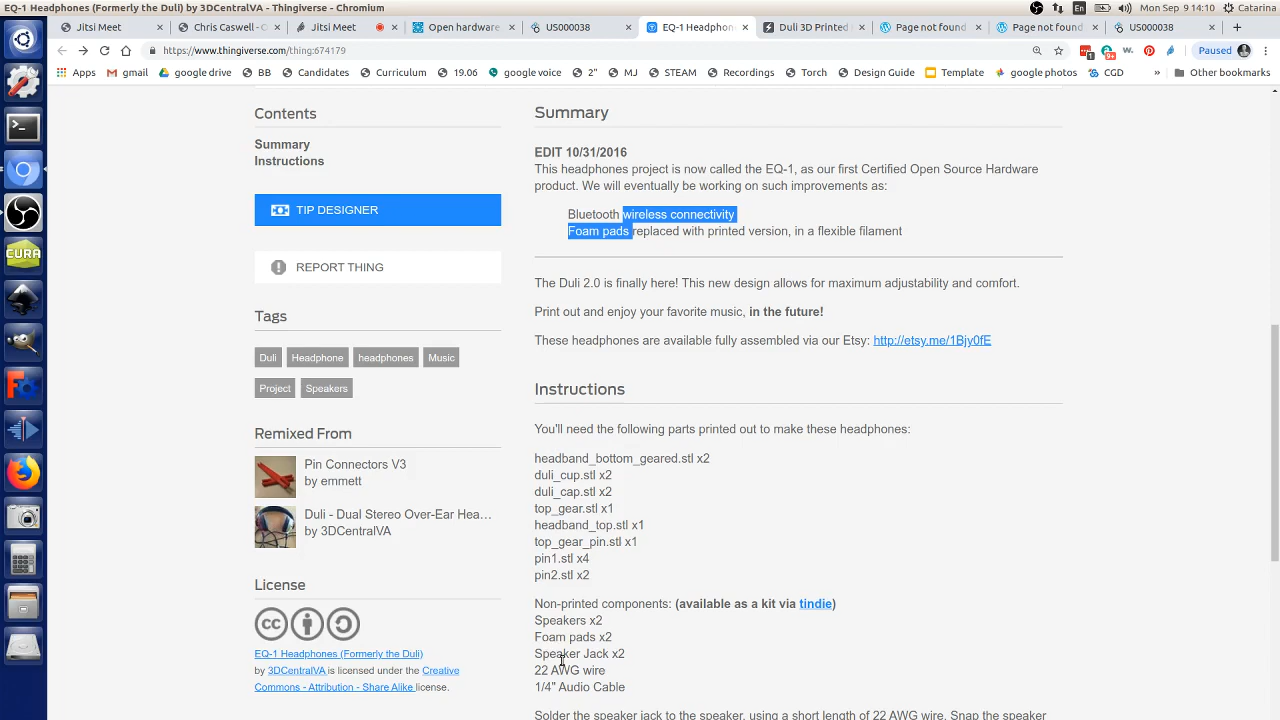 EQ-1 Headphones (Formerly the Duli) by 3DCentralVA - Thingiverse - Chromium
En
Sep 9 14:10
Catarina
Jitsi Meet
Chris Caswell - C
Jitsi Meet
Open hardware
US000038
EQ-1 Headphon
Duli 3D Printed
Page not found
Page not found
US000038
https://www.thingiverse.com/thing:674179
Paused
Apps
gmail
google drive
BB
Candidates
Curriculum
19.06
google voice
2"
MJ
STEAM
Recordings
Torch
Design Guide
Template
google photos
CGD
»
Other bookmarks
Contents
Summary
Instructions
TIP DESIGNER
REPORT THING
Tags
Duli
Headphone
headphones
Music
Project
Speakers
Remixed From
Pin Connectors V3
by emmett
Duli - Dual Stereo Over-Ear Hea…
by 3DCentralVA
License
cc
EQ-1 Headphones (Formerly the Duli)
by 3DCentralVA is licensed under the Creative
Commons - Attribution - Share Alike license.
Summary
EDIT 10/31/2016
This headphones project is now called the EQ-1, as our first Certified Open Source Hardware
product. We will eventually be working on such improvements as:
Bluetooth wireless connectivity
Foam pads replaced with printed version, in a flexible filament
The Duli 2.0 is finally here! This new design allows for maximum adjustability and comfort.
Print out and enjoy your favorite music, in the future!
These headphones are available fully assembled via our Etsy: http://etsy.me/1Bjy0fE
Instructions
You'll need the following parts printed out to make these headphones:
headband_bottom_geared.stl x2
duli_cup.stl x2
duli_cap.stl x2
top_gear.stl x1
headband_top.stl x1
top_gear_pin.stl x1
pin1.stl x4
pin2.stl x2
Non-printed components: (available as a kit via tindie)
Speakers x2
Foam pads x2
Speaker Jack x2
22 AWG wire
1/4" Audio Cable
Solder the speaker jack to the speaker, using a short length of 22 AWG wire. Snap the speaker
CURA